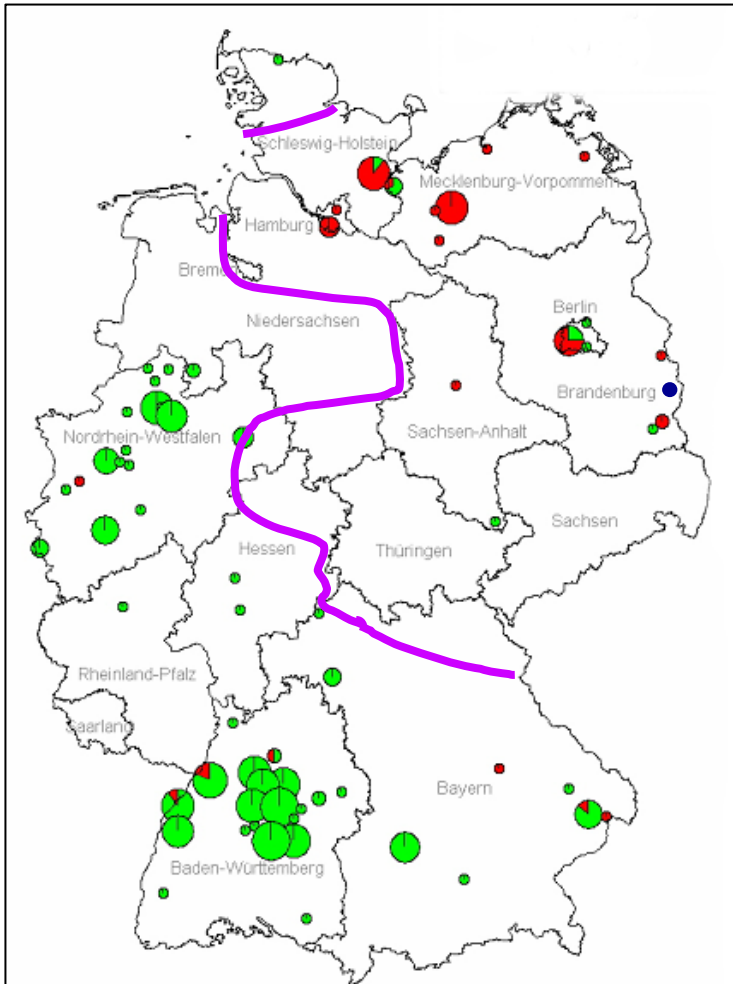 Schleswig-Holstein
Mecklenburg-Vorpommern
Hamburg
Bremen
Niedersachsen
Berlin
Brandenburg
Nordrhein-Westfalen
Sachsen-Anhalt
Sachsen
Hessen
Thüringen
Rheinland-Pfalz
Saarland
Bayern
Baden-Württemberg